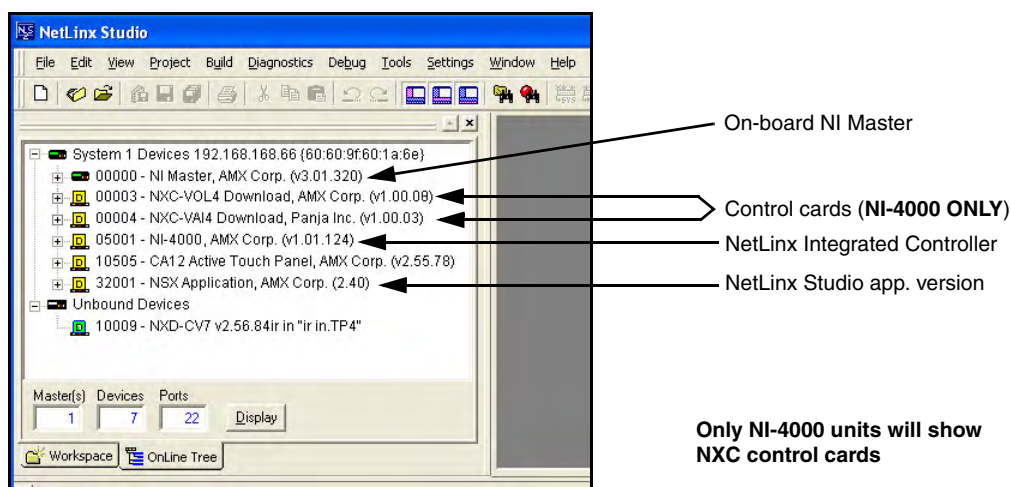 NetLinx Studio
File Edit View Project Build Diagnostics Debug Tools Settings Window Help
System 1 Devices 192.168.168.66 {60:60:9f:60:1a:6e}
00000 - NI Master, AMX Corp. (v3.01.320)
00003 - NXC-VOL4 Download, AMX Corp. (v1.00.09)
00004 - NXC-VAI4 Download, Panja Inc. (v1.00.03)
05001 - NI-4000, AMX Corp. (v1.01.124)
10505 - CA12 Active Touch Panel, AMX Corp. (v2.55.78)
32001 - NSX Application, AMX Corp. (2.40)
Unbound Devices
10009 - NXD-CV7 v2.56.84ir in "ir in.TP4"
Master(s) Devices Ports
1 7 22 Display
Workspace OnLine Tree
On-board NI Master
Control cards (NI-4000 ONLY)
NetLinx Integrated Controller
NetLinx Studio app. version
Only NI-4000 units will show
NXC control cards